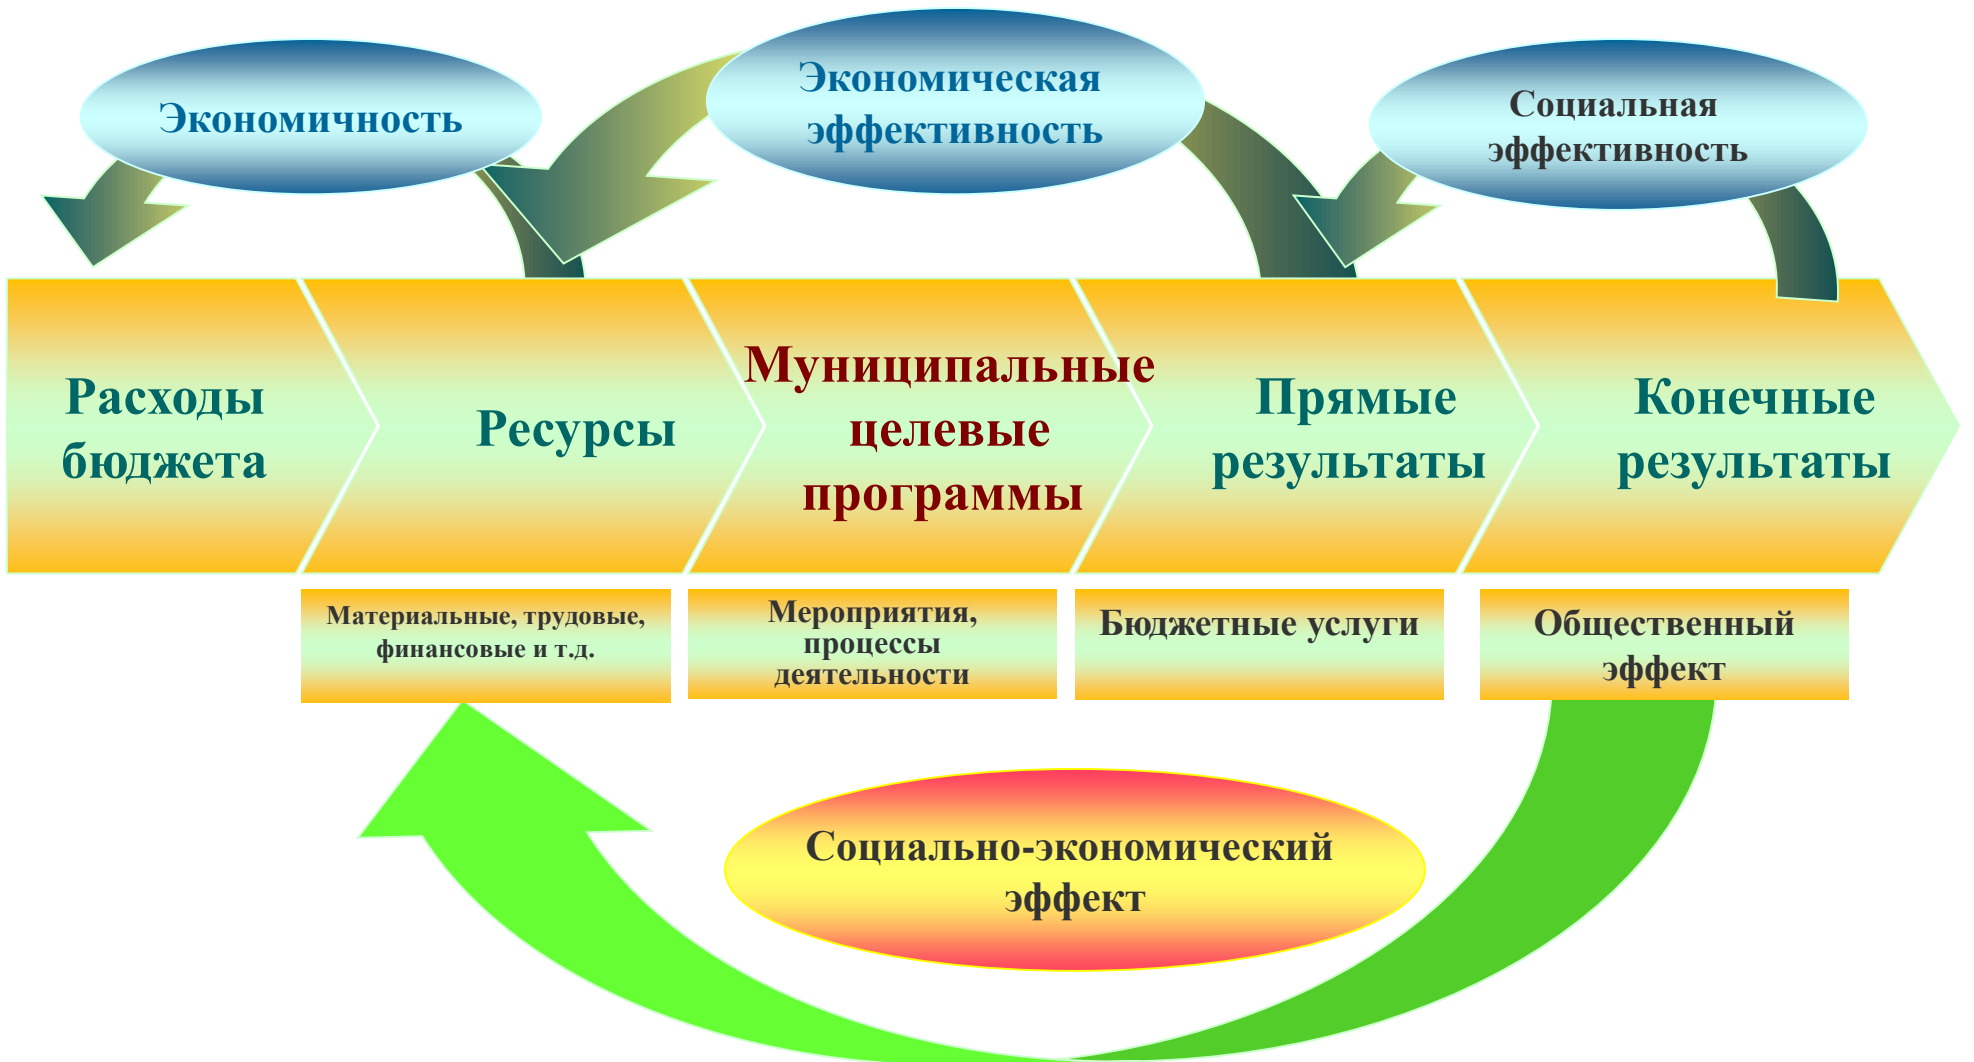 Экономичность
Экономическая
эффективность
Социальная
эффективность
Расходы
бюджета
Ресурсы
Муниципальные
целевые
программы
Прямые
результаты
Конечные
результаты
Материальные, трудовые,
финансовые и т.д.
Мероприятия,
процессы
деятельности
Бюджетные услуги
Общественный
эффект
Социально-экономический
эффект